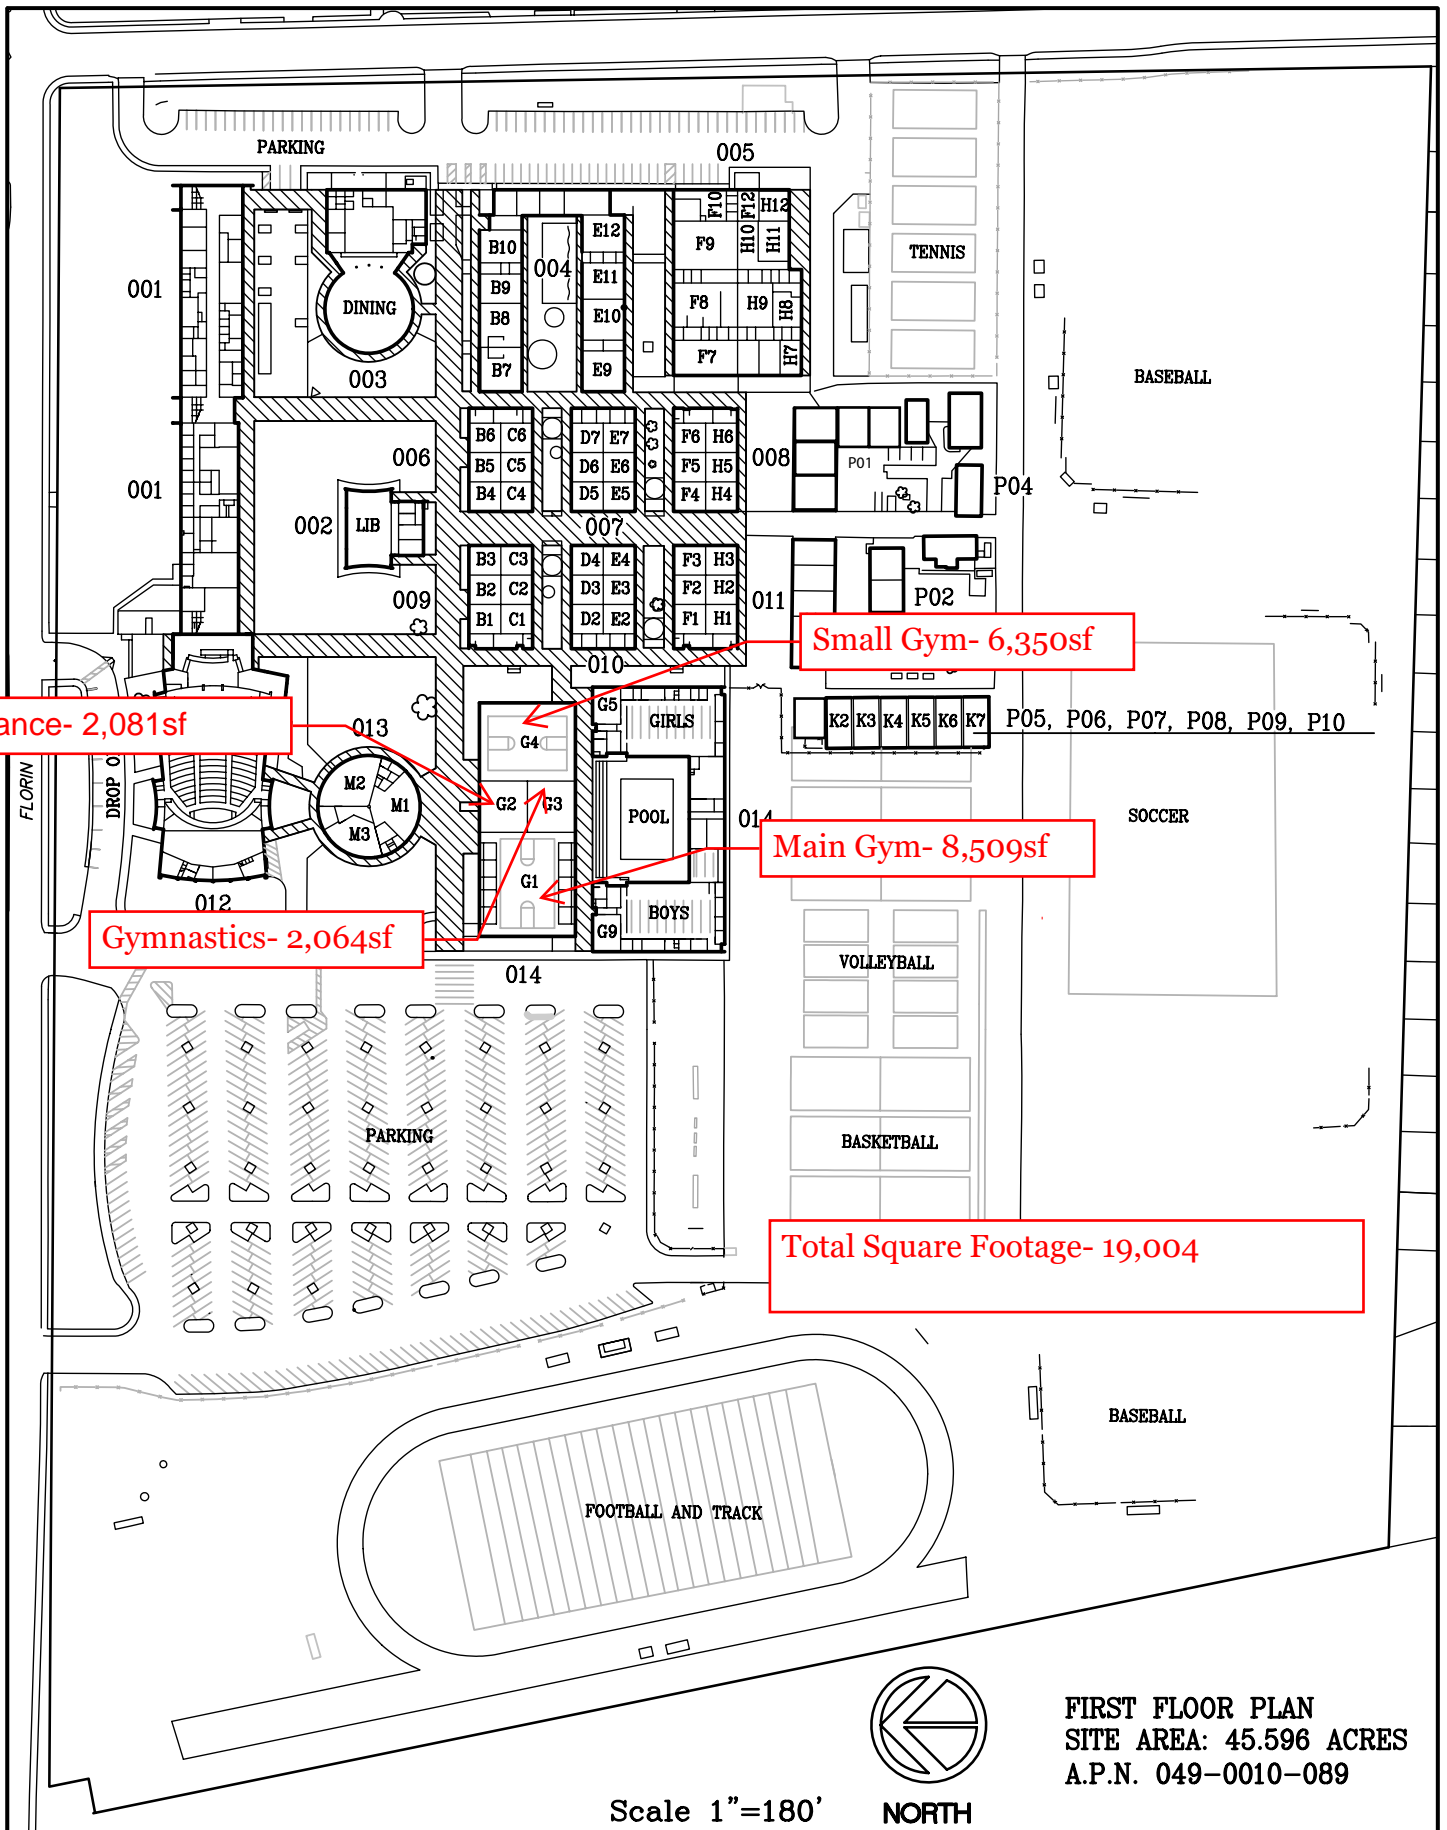 PARKING
005
F10
F12
H12
B10
004
E12
F9
H10
H11
TENNIS
001
B9
E11
DINING
B8
E10
F8
H9
H8
B7
E9
F7
H7
003
BASEBALL
006
B6 C6
D7 E7
F6 H6
008
B5 C5
D6 E6
F5 H5
P01
B4 C4
D5 E5
F4 H4
P04
001
002
LIB
007
B3 C3
D4 E4
F3 H3
B2 C2
D3 E3
F2 H2
009
011
P02
B1 C1
D2 E2
F1 H1
Small Gym- 6,350sf
010
G5
GIRLS
K2 K3 K4 K5 K6 K7
P05, P06, P07, P08, P09, P10
ance- 2,081sf
013
G4
FLORIN
DROP O
M2
M1
M3
G2
G3
POOL
014
SOCCER
Main Gym- 8,509sf
G1
012
BOYS
G9
Gymnastics- 2,064sf
014
VOLLEYBALL
PARKING
BASKETBALL
Total Square Footage- 19,004
BASEBALL
FOOTBALL AND TRACK
FIRST FLOOR PLAN
SITE AREA: 45.596 ACRES
A.P.N. 049-0010-089
Scale 1"=180'
NORTH